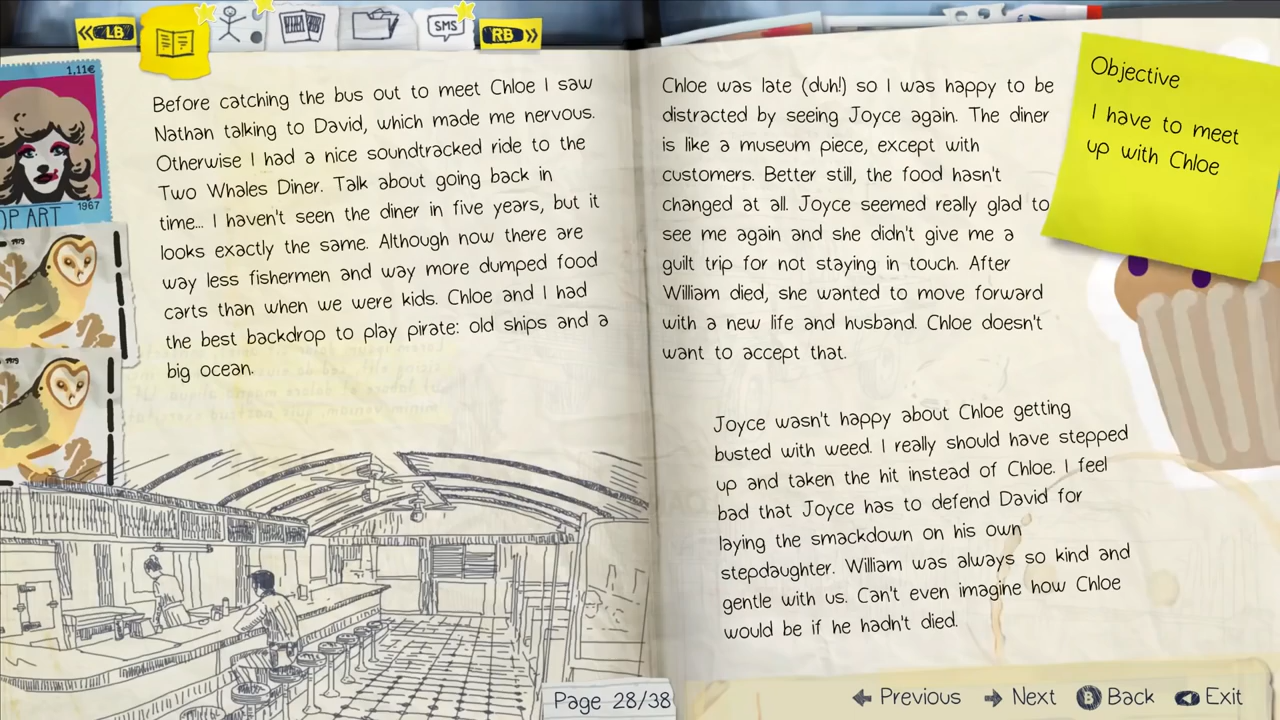 LB
SMS
RB
1,11€
OP ART 1967
1979
1979
Before catching the bus out to meet Chloe I saw
Nathan talking to David, which made me nervous.
Otherwise I had a nice soundtracked ride to the
Two Whales Diner. Talk about going back in
time... I haven't seen the diner in five years, but it
looks exactly the same. Although now there are
way less fishermen and way more dumped food
carts than when we were kids. Chloe and I had
the best backdrop to play pirate: old ships and a
big ocean.
Chloe was late (duh!) so I was happy to be
distracted by seeing Joyce again. The diner
is like a museum piece, except with
customers. Better still, the food hasn't
changed at all. Joyce seemed really glad to
see me again and she didn't give me a
guilt trip for not staying in touch. After
William died, she wanted to move forward
with a new life and husband. Chloe doesn't
want to accept that.
Joyce wasn't happy about Chloe getting
busted with weed. I really should have stepped
up and taken the hit instead of Chloe. I feel
bad that Joyce has to defend David for
laying the smackdown on his own
stepdaughter. William was always so kind and
gentle with us. Can't even imagine how Chloe
would be if he hadn't died.
Objective
I have to meet
up with Chloe
Page 28/38
Previous
Next
B Back
Exit